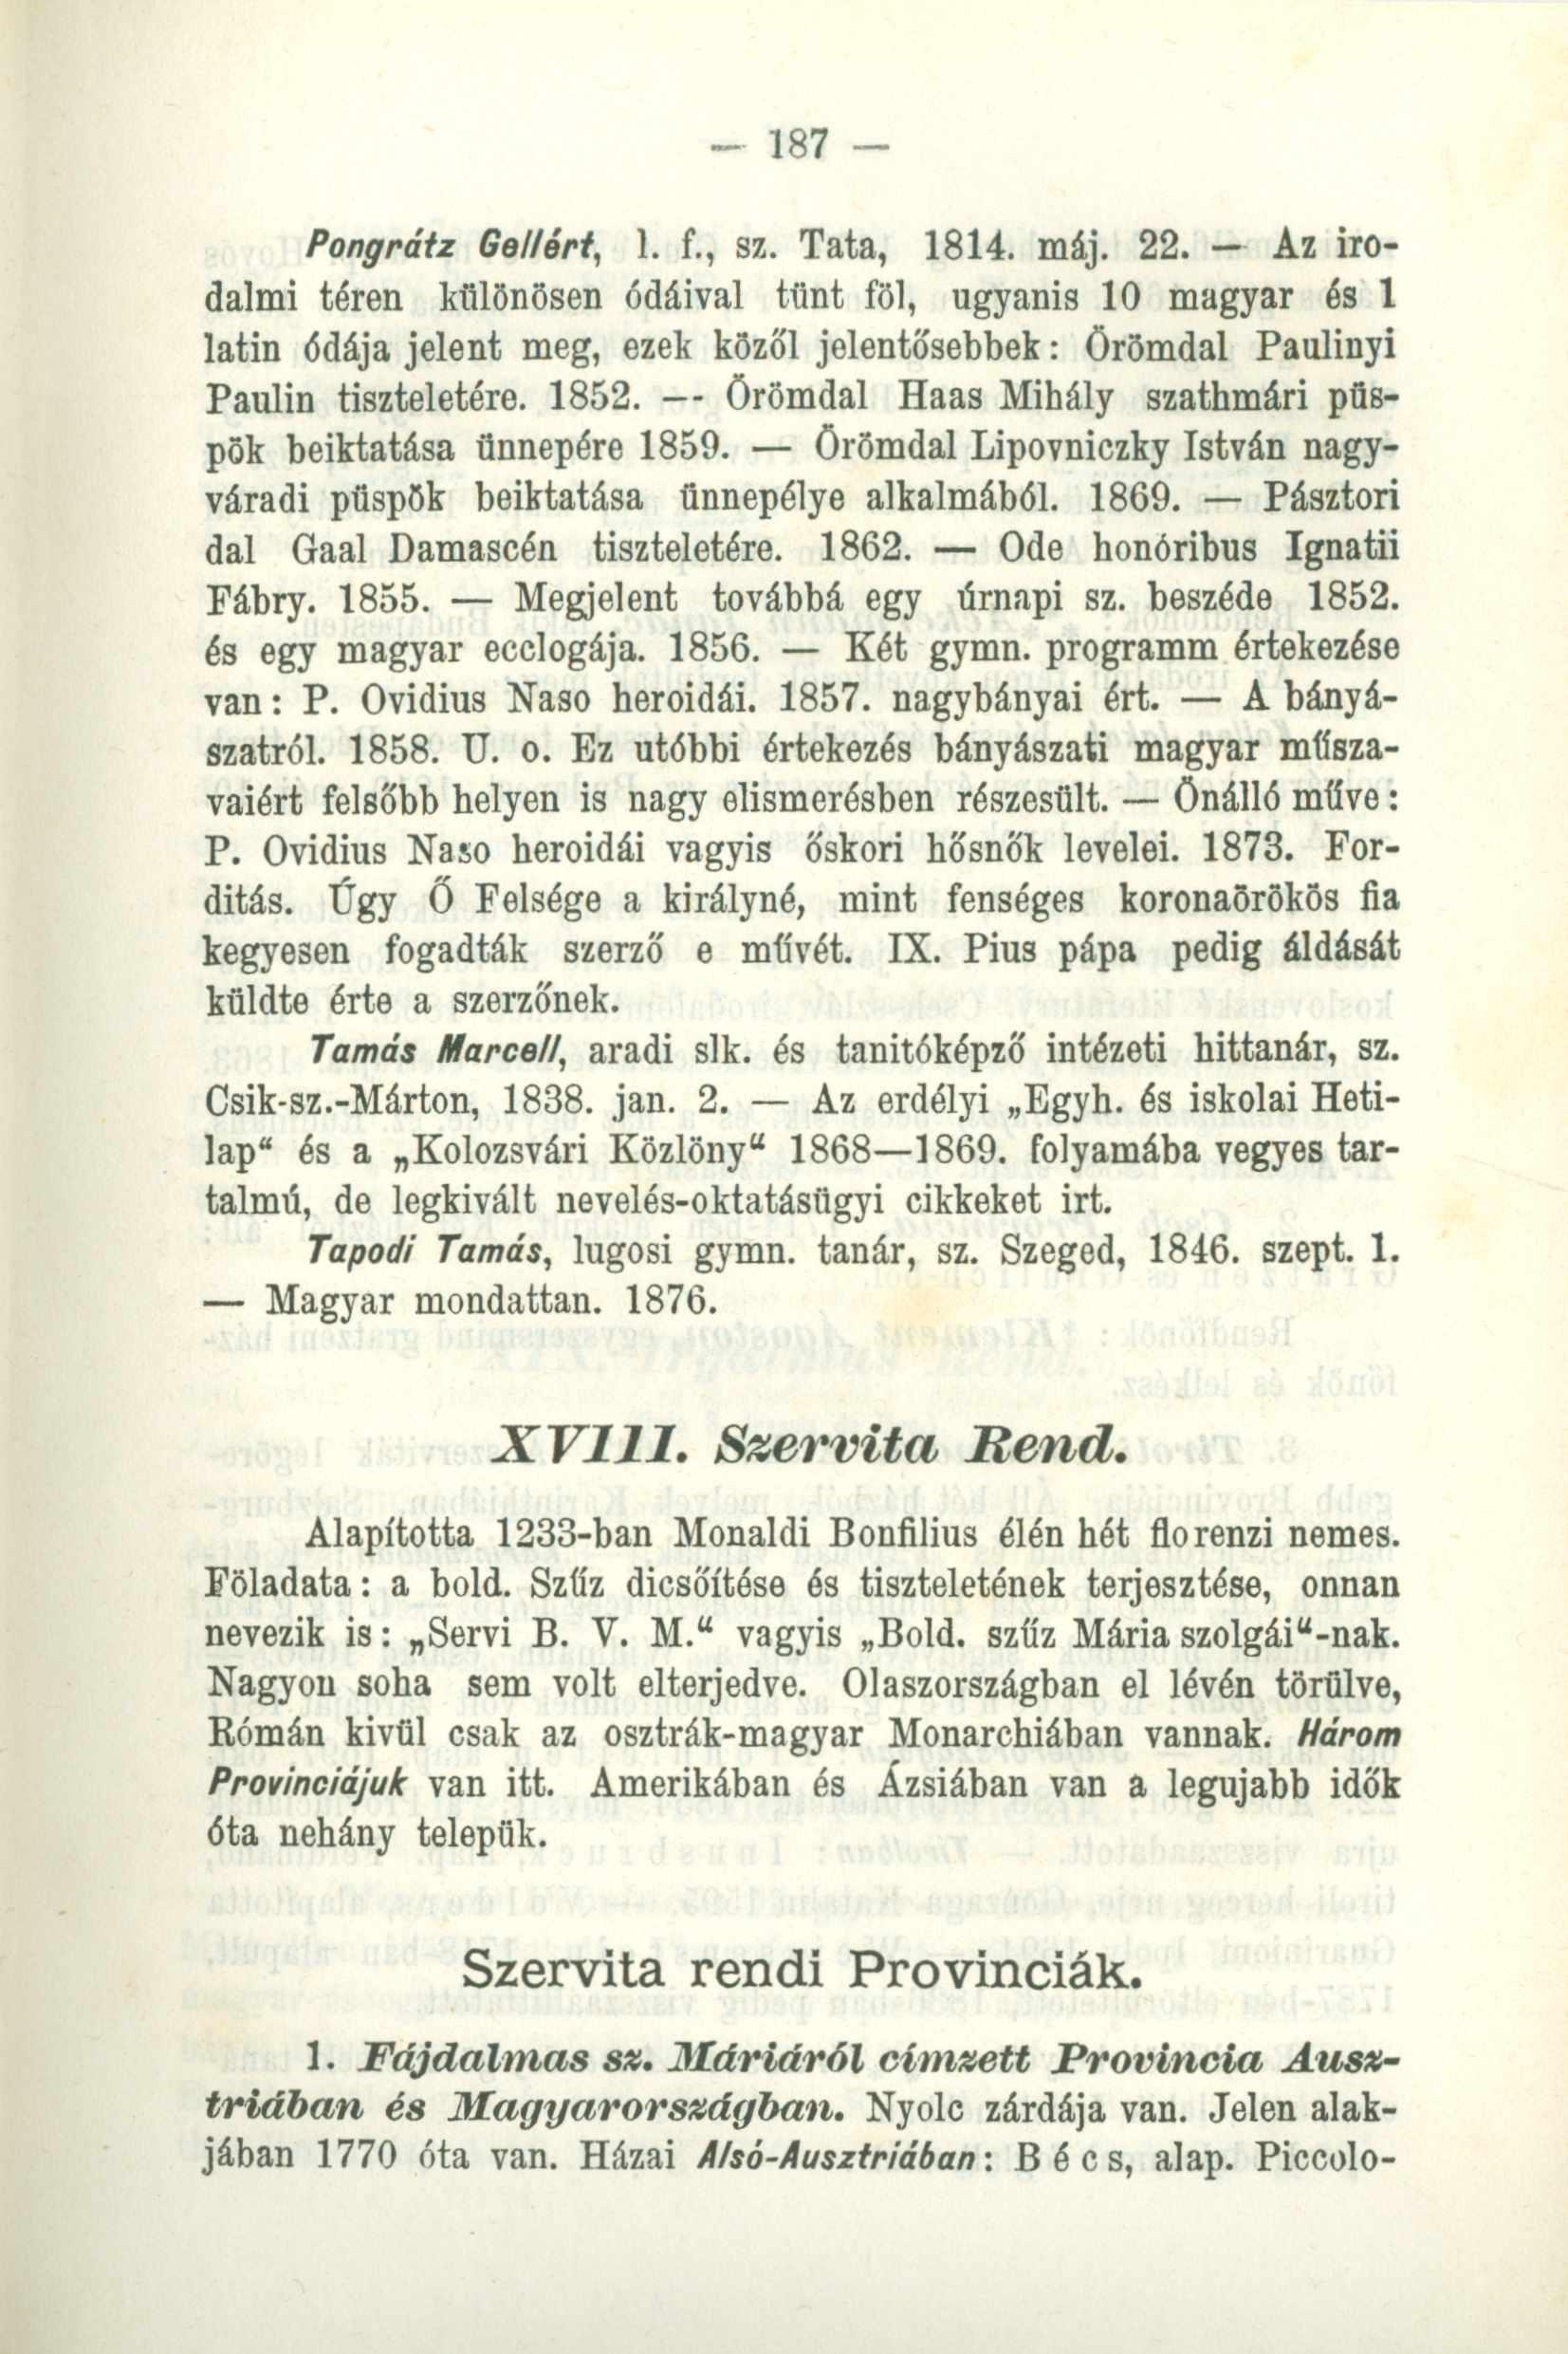 — 187 —
Pongrátz Gellért, l. f., sz. Tata, 1814. máj. 22. — Az iro-
dalmi téren különösen ódáival tünt föl, ugyanis 10 magyar és 1
latin ódája jelent meg, ezek közől jelentősebbek: Örömdal Paulinyi
Paulin tiszteletére. 1852. –- Örömdal Haas Mihály szathmári püs-
pök beiktatása ünnepére 1859. — Örömdal Lipovniczky István nagy-
váradi püspök beiktatása ünnepélye alkalmából. 1869. — Pásztori
dal Gaal Damascén tiszteletére. 1862. — Ode honóribus Ignatii
Fábry. 1855. — Megjelent továbbá egy úrnapi sz. beszéde 1852.
és egy magyar ecclogája. 1856. — Két gymn. programm értekezése
van: P. Ovidius Naso heroidái. 1857. nagybányai ért. — A bányá-
szatról. 1858. U. o. Ez utóbbi értekezés bányászati magyar műsza-
vaiért felsőbb helyen is nagy elismerésben részesült. — Önálló műve:
P. Ovidius Naso heroidái vagyis őskori hősnők levelei. 1873. For-
ditás. Úgy Ő Felsége a királyné, mint fenséges koronaörökös fia
kegyesen fogadták szerző e művét. IX. Pius pápa pedig áldását
küldte érte a szerzőnek.
Tamás Marcell, aradi slk. és tanitóképző intézeti hittanár, sz.
Csik-sz.-Márton, 1838. jan. 2. — Az erdélyi „Egyh. és iskolai Heti-
lap“ és a „Kolozsvári Közlöny“ 1868—1869. folyamába vegyes tar-
talmú, de legkivált nevelés-oktatásügyi cikkeket irt.
Tapodi Tamás, lugosi gymn. tanár, sz. Szeged, 1846. szept. 1.
— Magyar mondattan. 1876.
XVIII. Szervita Rend.
Alapította 1233-ban Monaldi Bonfilius élén hét florenzi nemes.
Föladata: a bold. Szűz dicsőítése és tiszteletének terjesztése, onnan
nevezik is: „Servi B. V. M.“ vagyis „Bold. szűz Mária szolgái“-nak.
Nagyon soha sem volt elterjedve. Olaszországban el lévén törülve,
Rómán kivül csak az osztrák-magyar Monarchiában vannak. Három
Provinciájuk van itt. Amerikában és Ázsiában van a legujabb idők
óta nehány települk.
Szervita rendi Provinciák.
1. Fájdalmas sz. Máriáról címzett Provincia Ausz-
triában és Magyarországban. Nyolc zárdája van. Jelen alak-
jában 1770 óta van. Házai Alsó-Ausztriában: Bécs, alap. Piccolo-